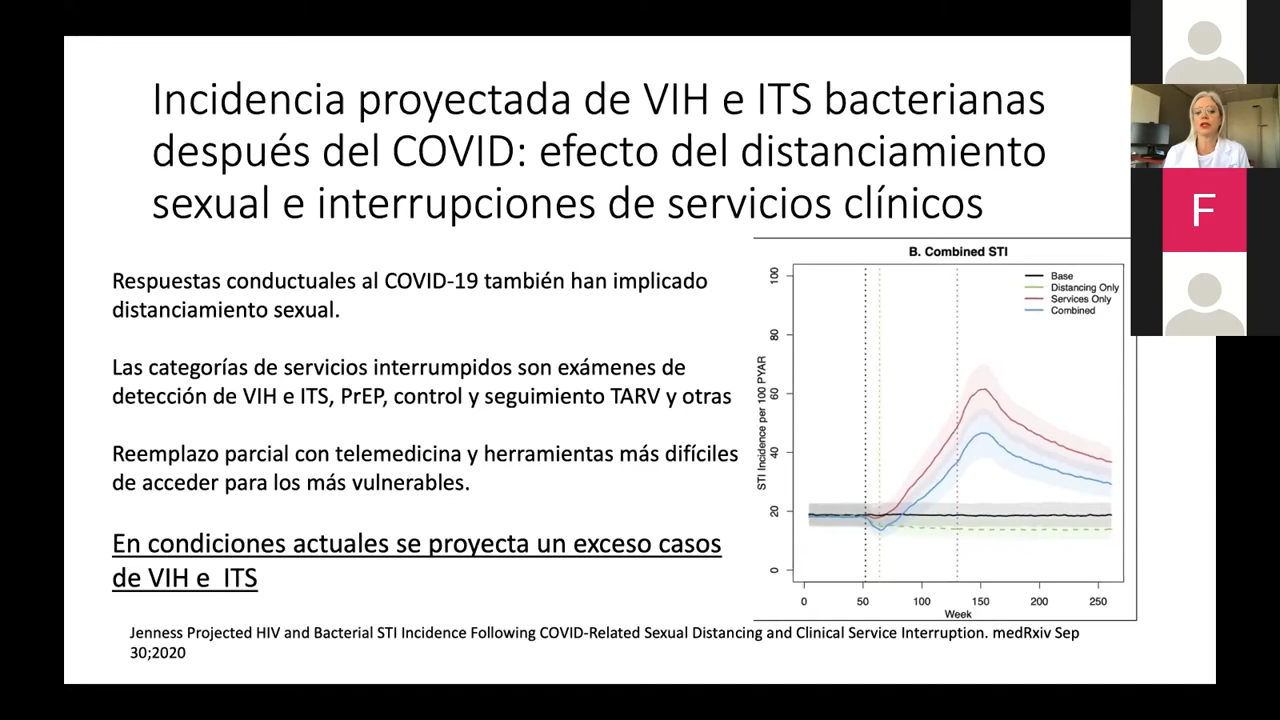 Incidencia proyectada de VIH e ITS bacterianas
después del COVID: efecto del distanciamiento
sexual e interrupciones de servicios clínicos
Respuestas conductuales al COVID-19 también han implicado
distanciamiento sexual.
Las categorías de servicios interrumpidos son exámenes de
detección de VIH e ITS, PrEP, control y seguimiento TARV y otras
Reemplazo parcial con telemedicina y herramientas más difíciles
de acceder para los más vulnerables.
En condiciones actuales se proyecta un exceso casos
de VIH e ITS
B. Combined STI
Base
Distancing Only
Services Only
Combined
STI Incidence per 100 PYAR
100
80
60
40
20
0
0 50 100 150 200 250
Week
Jenness Projected HIV and Bacterial STI Incidence Following COVID-Related Sexual Distancing and Clinical Service Interruption. medRxiv Sep
30;2020
F